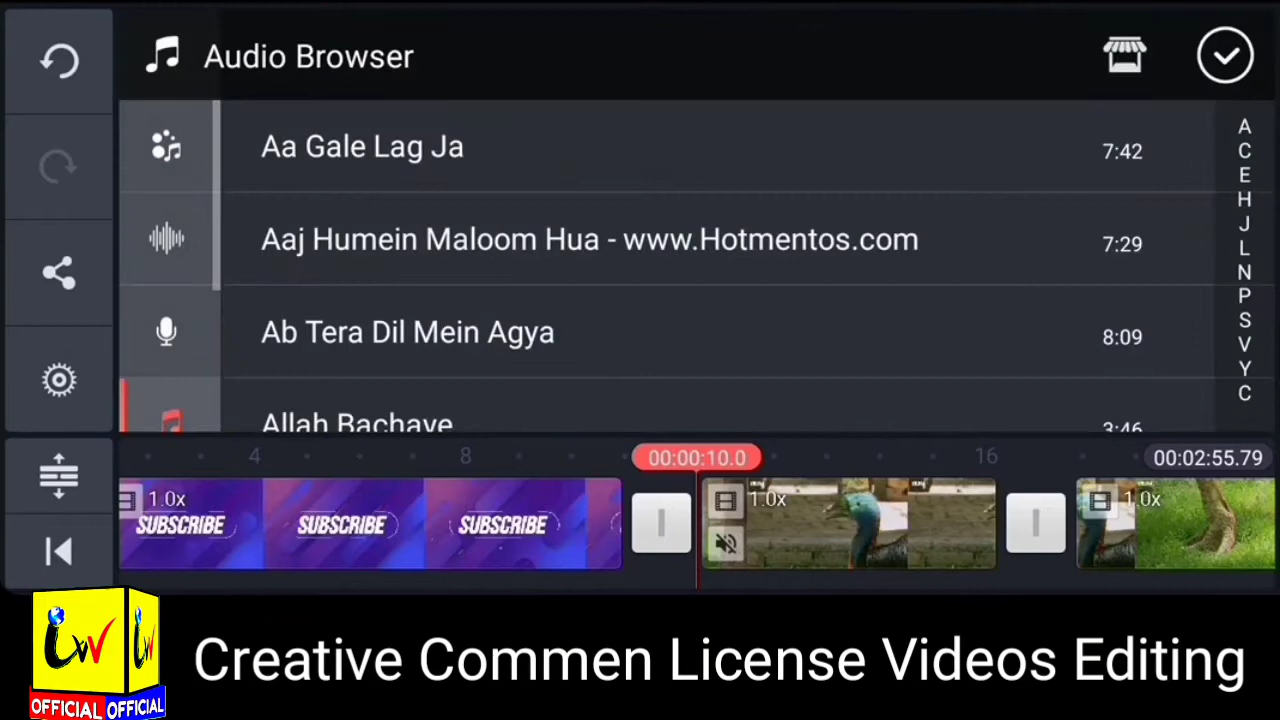 Audio Browser
Aa Gale Lag Ja
7:42
Aaj Humein Maloom Hua - www.Hotmentos.com
7:29
Ab Tera Dil Mein Agya
8:09
Allah Bachaye
3:46
A
C
E
H
J
L
N
P
S
V
Y
C
4
8
00:00:10.0
16
00:02:55.79
1.0x
1.0x
1.0x
SUBSCRIBE
SUBSCRIBE
SUBSCRIBE
Creative Commen License Videos Editing
OFFICIAL
OFFICIAL